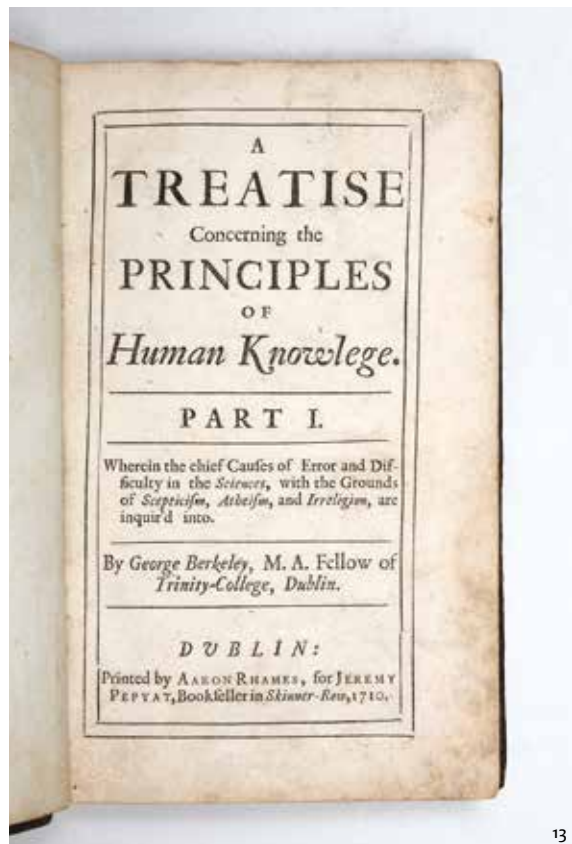 A
TREATISE
Concerning the
PRINCIPLES
OF
Human Knowlege.
PART I.
Wherein the chief Cauſes of Error and Dif-
ficulty in the Sciences, with the Grounds
of Scepticiſm, Atheiſm, and Irreligion, are
inquir'd into.
By George Berkeley, M. A. Fellow of
Trinity-College, Dublin.
DVBLIN:
Printed by AARON RHAMES, for JEREMY
PEPYAT, Bookſeller in Skinner-Row, 1710.
13